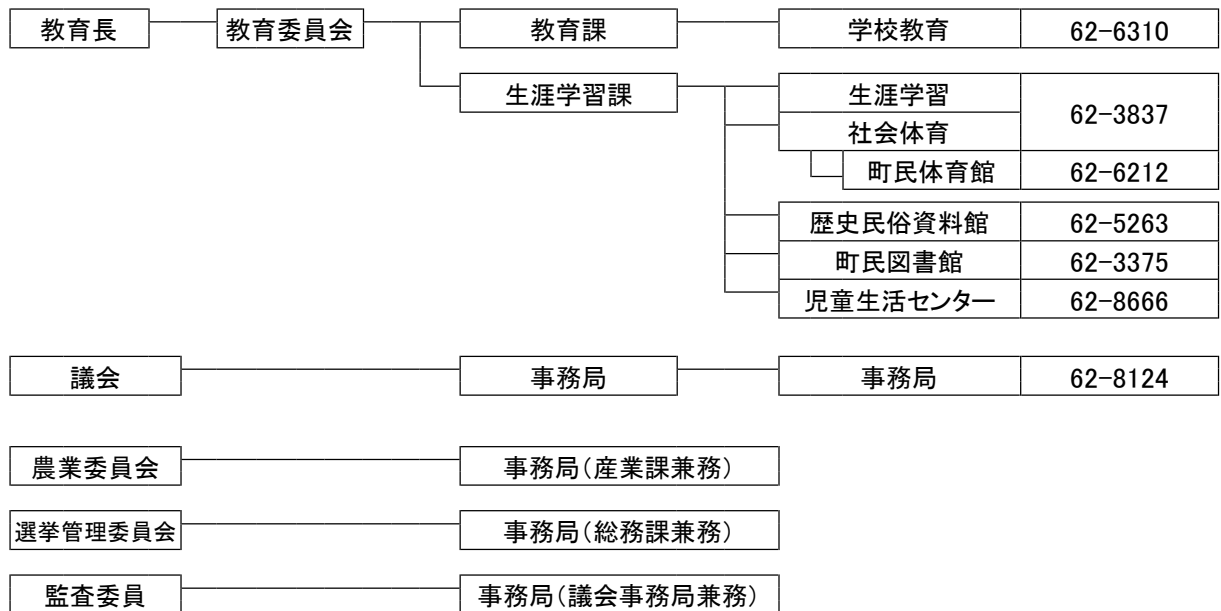 教育長 教育委員会 教育課 学校教育 62-6310
生涯学習課 生涯学習 62-3837
社会体育
町民体育館 62-6212
歴史民俗資料館 62-5263
町民図書館 62-3375
児童生活センター 62-8666
議会 事務局 事務局 62-8124
農業委員会 事務局(産業課兼務)
選挙管理委員会 事務局(総務課兼務)
監査委員 事務局(議会事務局兼務)